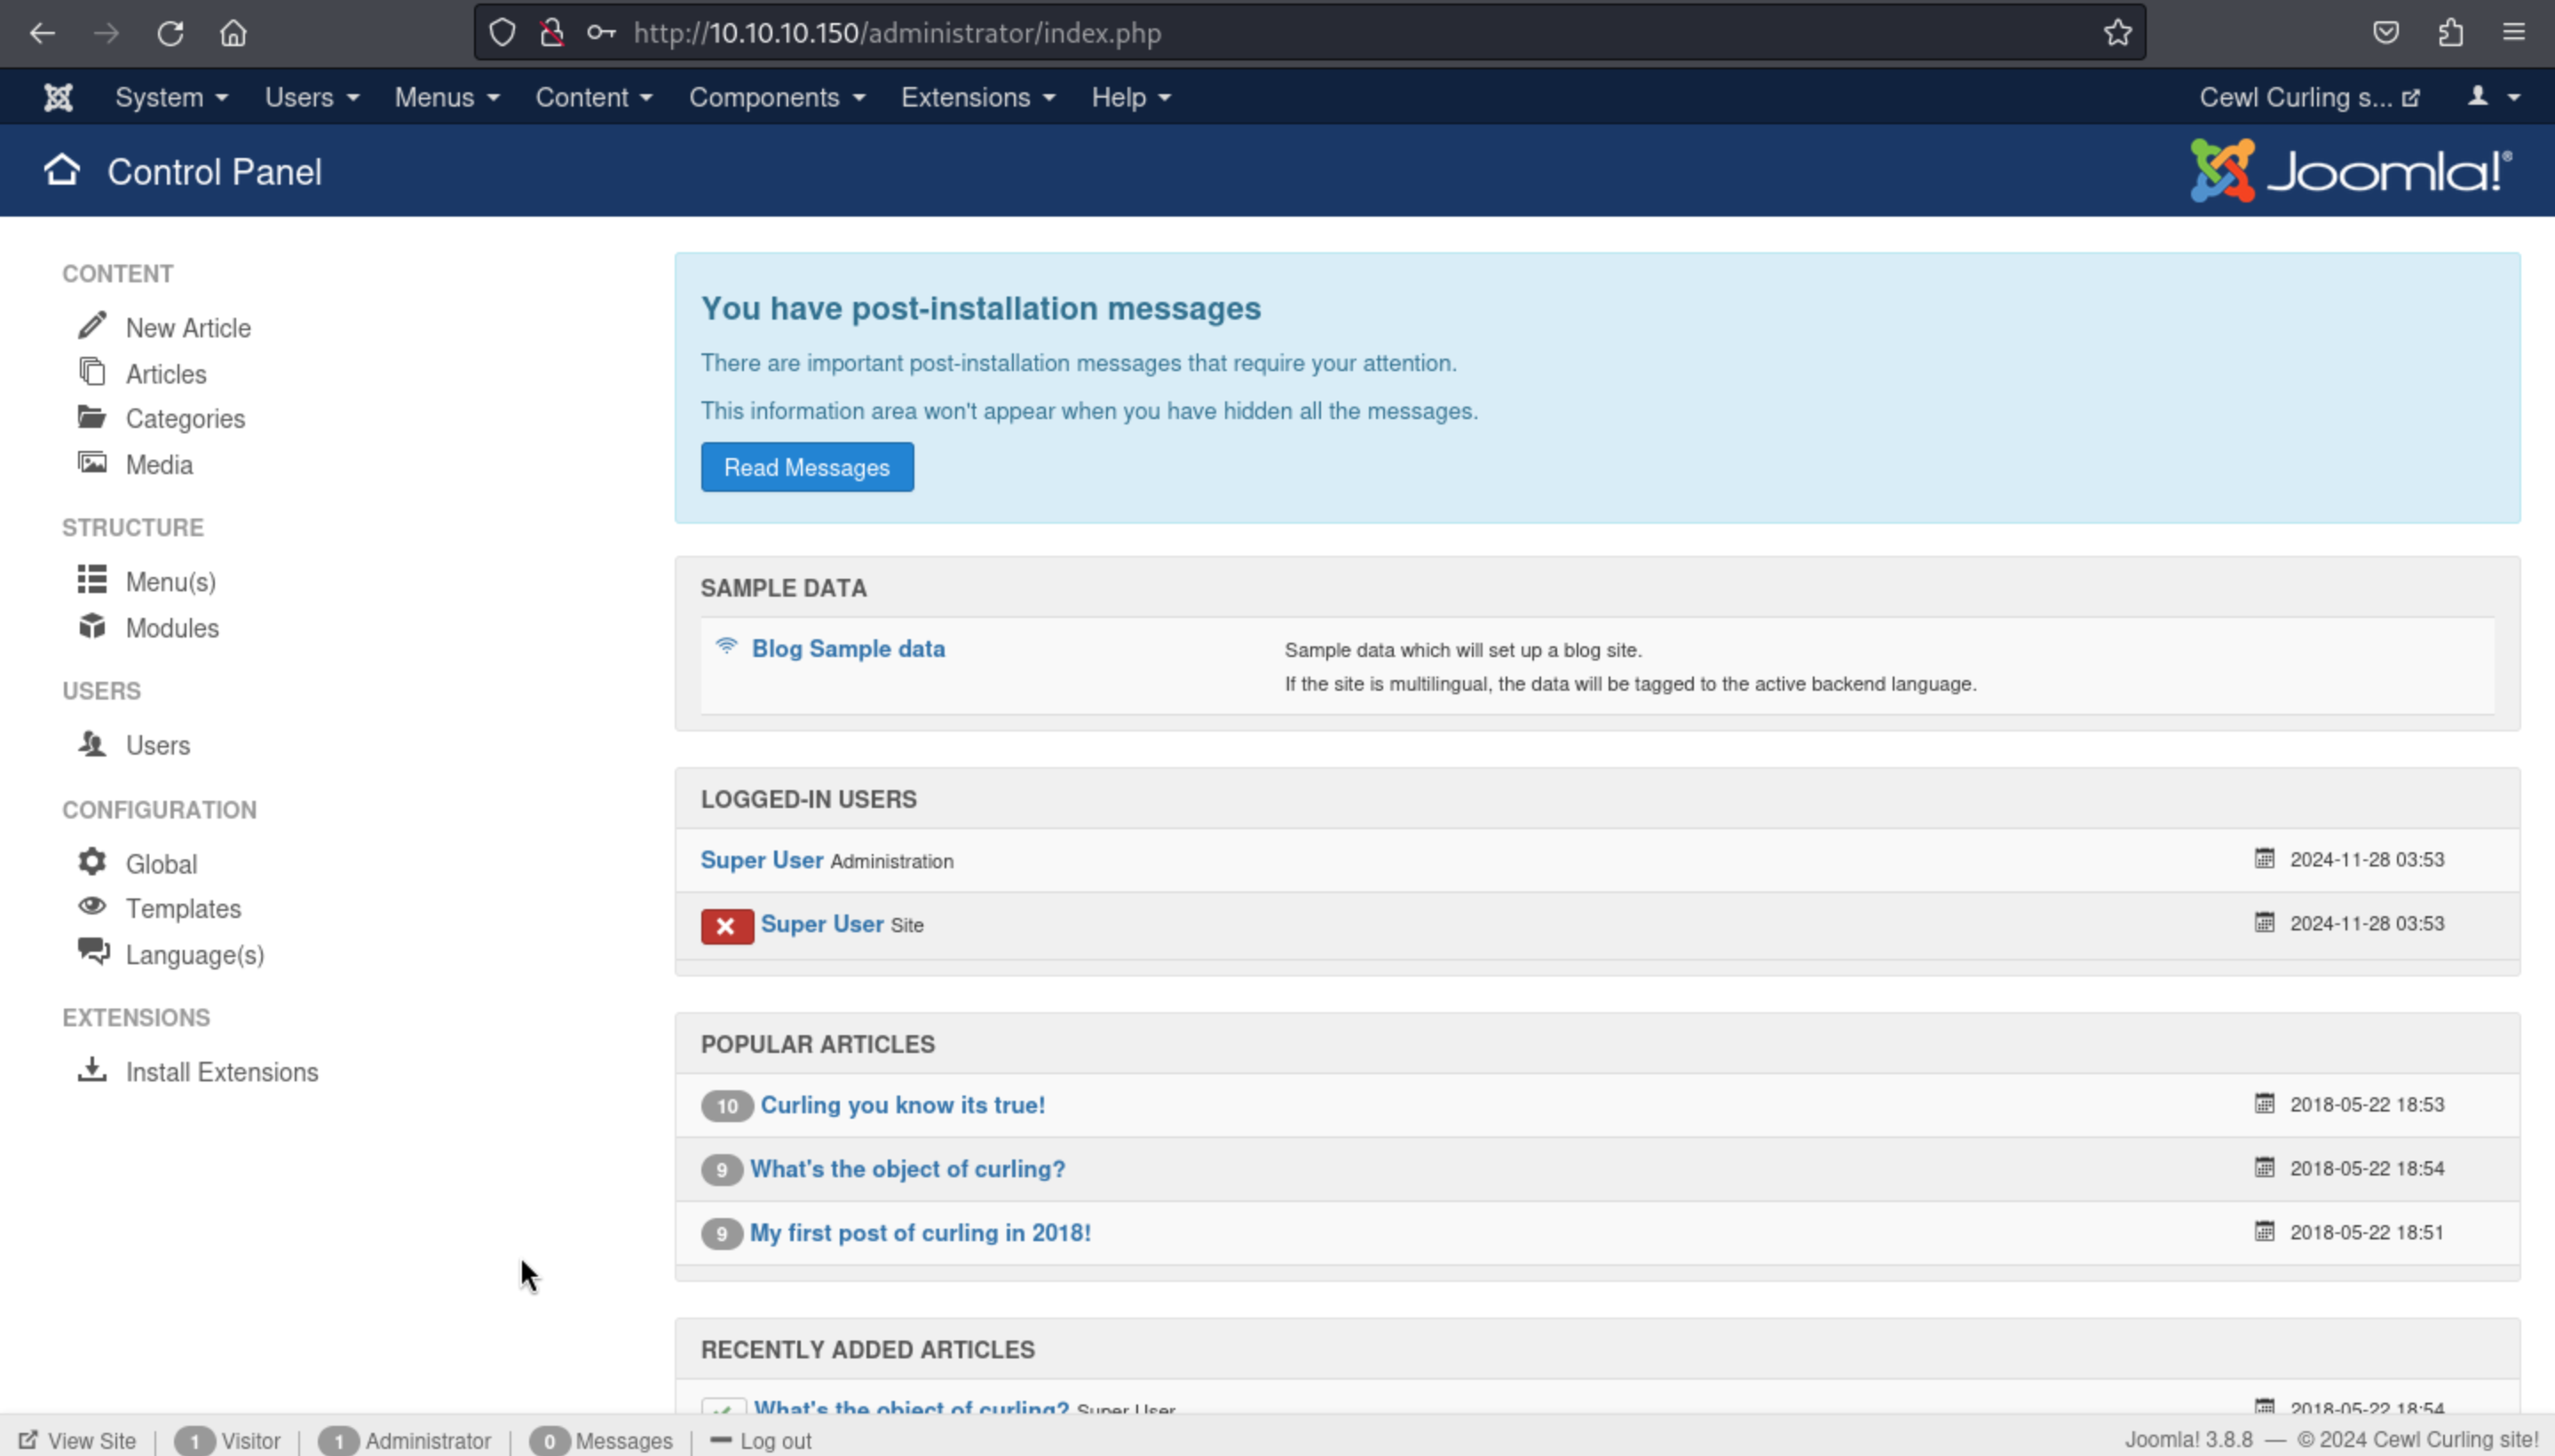 http://10.10.10.150/administrator/index.php
System Users Menus Content Components Extensions Help Cewl Curling s...
Control Panel Joomla!®
CONTENT
New Article
Articles
Categories
Media
STRUCTURE
Menu(s)
Modules
USERS
Users
CONFIGURATION
Global
Templates
Language(s)
EXTENSIONS
Install Extensions
You have post-installation messages
There are important post-installation messages that require your attention.
This information area won't appear when you have hidden all the messages.
Read Messages
SAMPLE DATA
Blog Sample data Sample data which will set up a blog site.
If the site is multilingual, the data will be tagged to the active backend language.
LOGGED-IN USERS
Super User Administration 2024-11-28 03:53
Super User Site 2024-11-28 03:53
POPULAR ARTICLES
10 Curling you know its true! 2018-05-22 18:53
9 What's the object of curling? 2018-05-22 18:54
9 My first post of curling in 2018! 2018-05-22 18:51
RECENTLY ADDED ARTICLES
What's the object of curling? Super User 2018-05-22 18:54
View Site 1 Visitor 1 Administrator 0 Messages Log out Joomla! 3.8.8 — © 2024 Cewl Curling site!